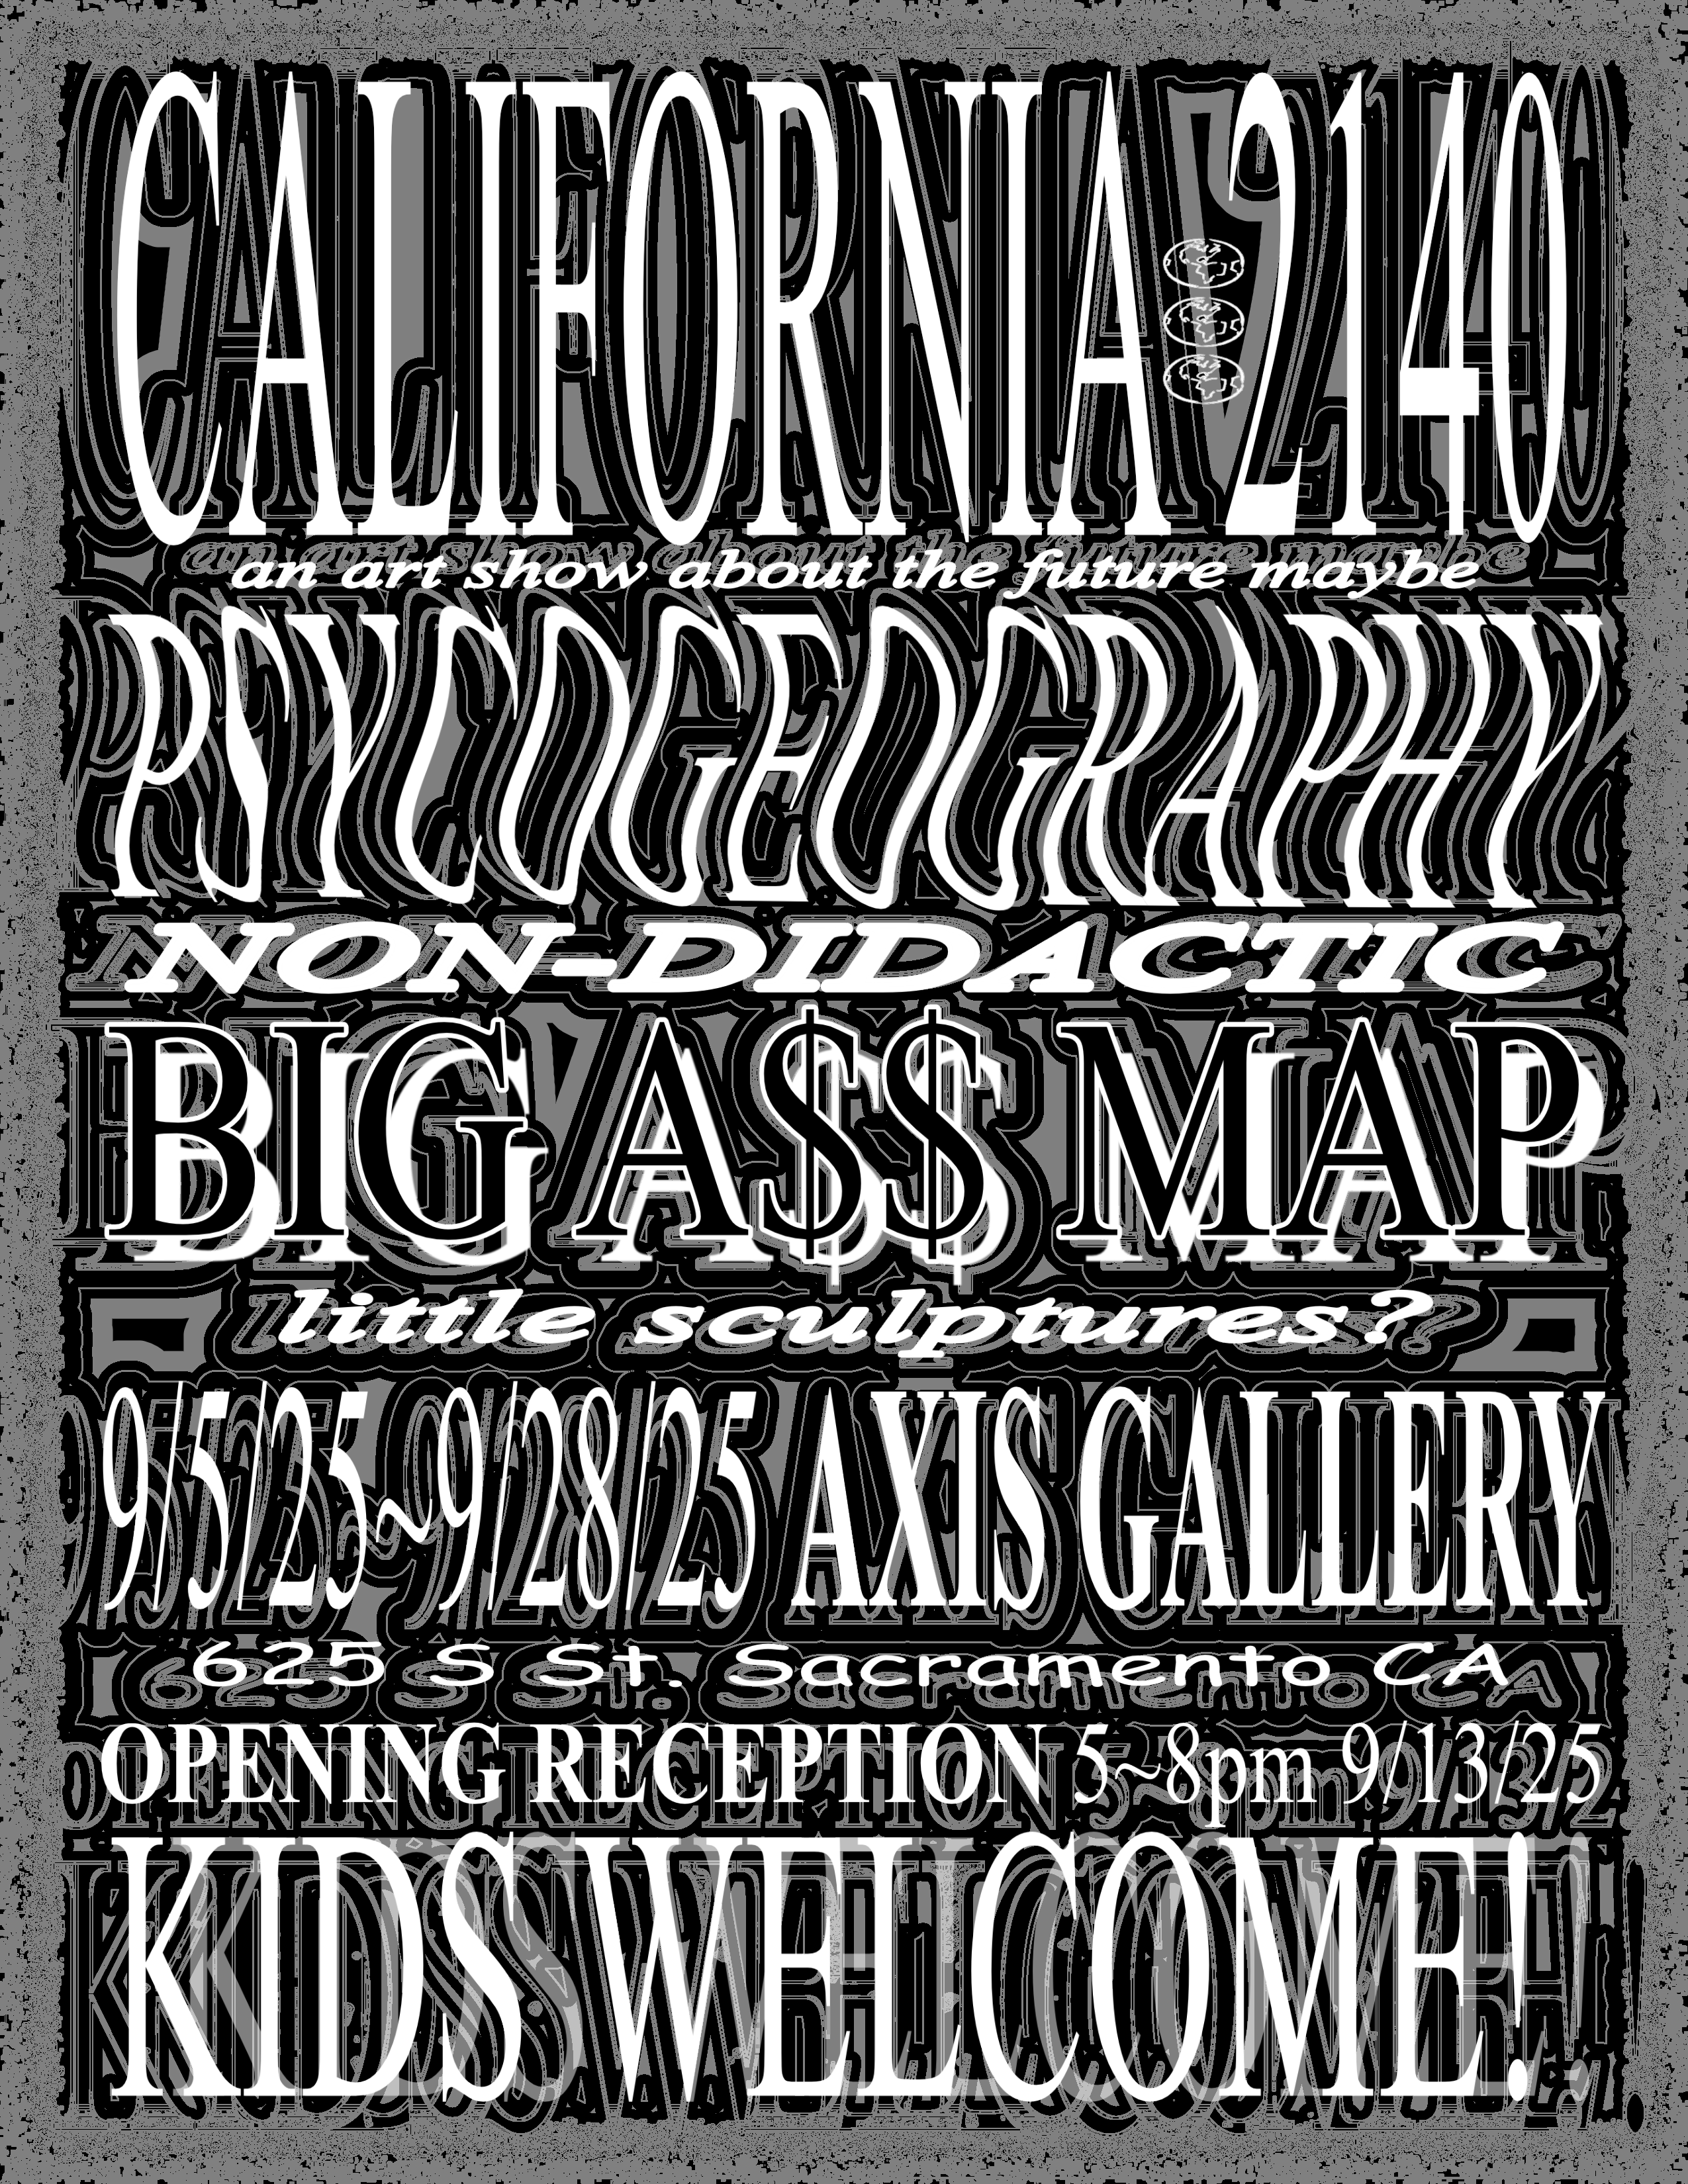 CALIFORNIA 2140
an art show about the future maybe
PSYCOGEOGRAPHY
NON-DIDACTIC
BIG A$$ MAP
little sculptures?
9/5/25~9/28/25 AXIS GALLERY
625 S St. Sacramento CA
OPENING RECEPTION 5~8pm 9/13/25
KIDS WELCOME!